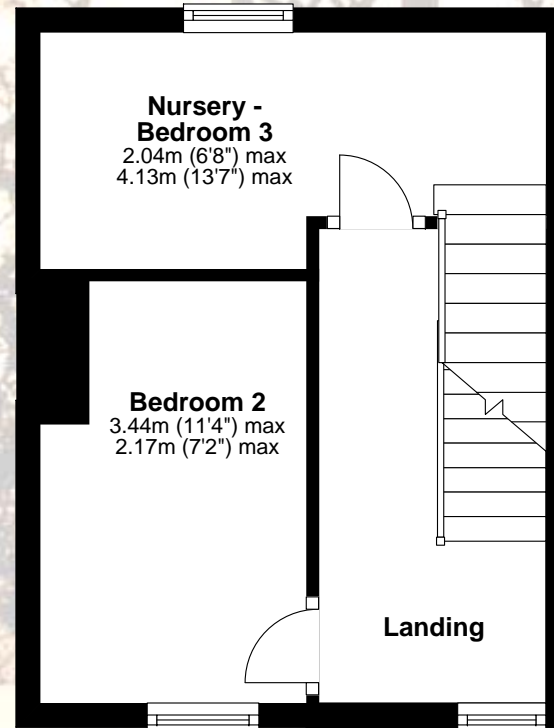 Nursery -
Bedroom 3
2.04m (6'8") max
4.13m (13'7") max
Bedroom 2
3.44m (11'4") max
2.17m (7'2") max
Landing